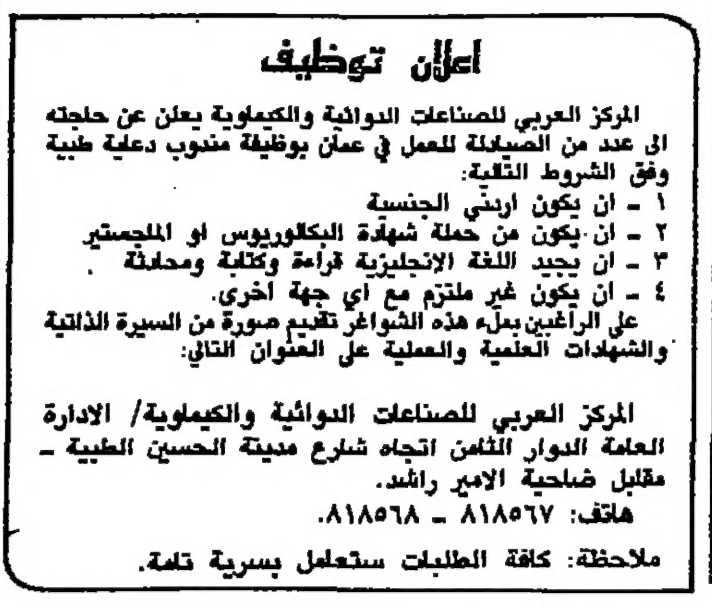 اعلان توظيف
المركز العربي للصناعات الدوائية والكيماوية يعلن عن حاجته
الى عدد من الصيادلة للعمل في عمان بوظيفة مندوب دعاية طبية
وفق الشروط التالية:
١ - ان يكون اردني الجنسية
٢ - ان يكون من حملة شهادة البكالوريوس او الماجستير
٣ - ان يجيد اللغة الإنجليزية قراءة وكتابة ومحادثة
٤ - ان يكون غير ملتزم مع اي جهة اخرى.
على الراغبين بملء هذه الشواغر تقديم صورة من السيرة الذاتية
والشهادات العلمية والعملية على العنوان التالي:
المركز العربي للصناعات الدوائية والكيماوية/ الادارة
العامة الدوار الثامن اتجاه شارع مدينة الحسين الطبية -
مقابل ضاحية الامير راشد.
هاتف: ٨١٨٥٦٧ - ٨١٨٥٦٨.
ملاحظة: كافة الطلبات ستعامل بسرية تامة.